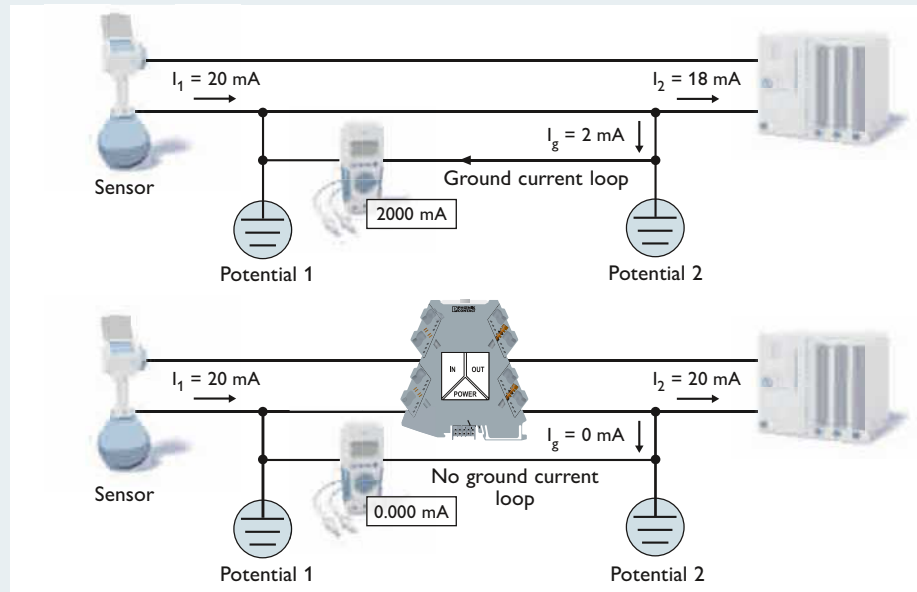 I1 = 20 mA
I2 = 18 mA
Ig = 2 mA
Sensor
Ground current loop
2000 mA
Potential 1
Potential 2
IN OUT
POWER
I1 = 20 mA
I2 = 20 mA
Ig = 0 mA
Sensor
No ground current
loop
0.000 mA
Potential 1
Potential 2